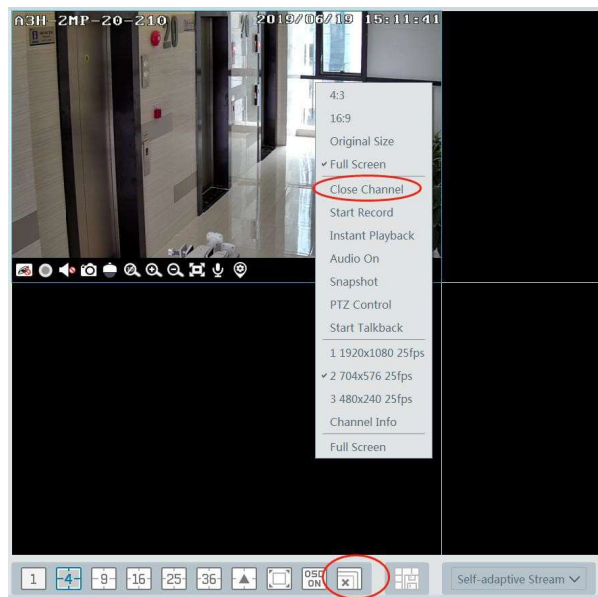 A3H-2MP-20-210
2019/06/19 15:11:41
20
4:3
16:9
Original Size
Full Screen
Close Channel
Start Record
Instant Playback
Audio On
Snapshot
PTZ Control
Start Talkback
1 1920x1080 25fps
2 704x576 25fps
3 480x240 25fps
Channel Info
Full Screen
1 4 9 16 25 36 OSD ON Self-adaptive Stream